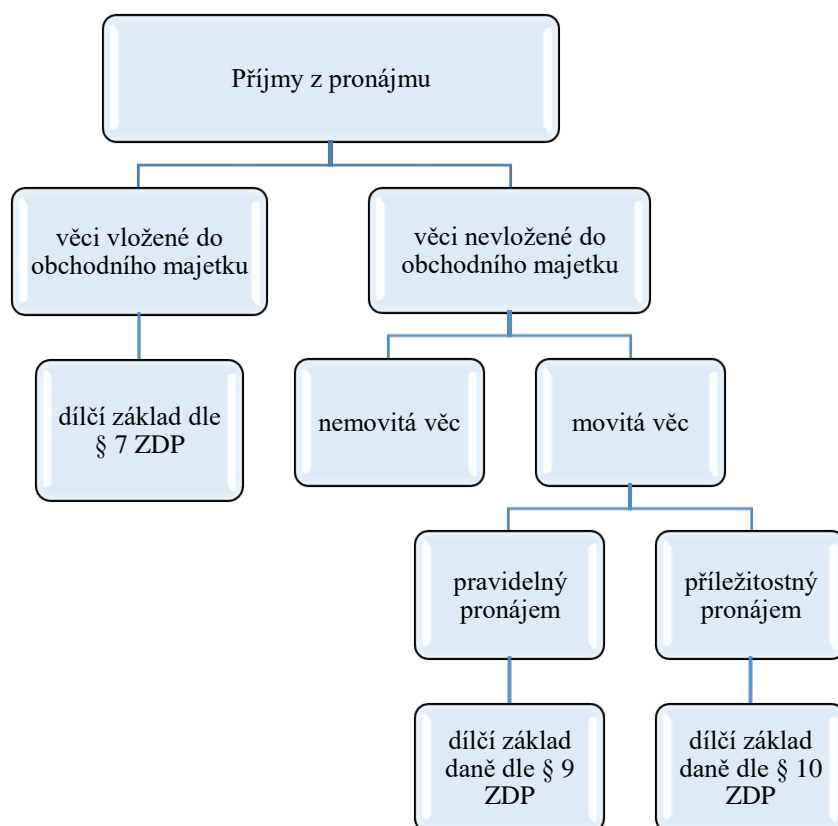 Příjmy z pronájmu
věci vložené do
obchodního majetku
věci nevložené do
obchodního majetku
dílčí základ dle
§ 7 ZDP
nemovitá věc
movitá věc
pravidelný
pronájem
příležitostný
pronájem
dílčí základ
daně dle § 9
ZDP
dílčí základ
daně dle § 10
ZDP